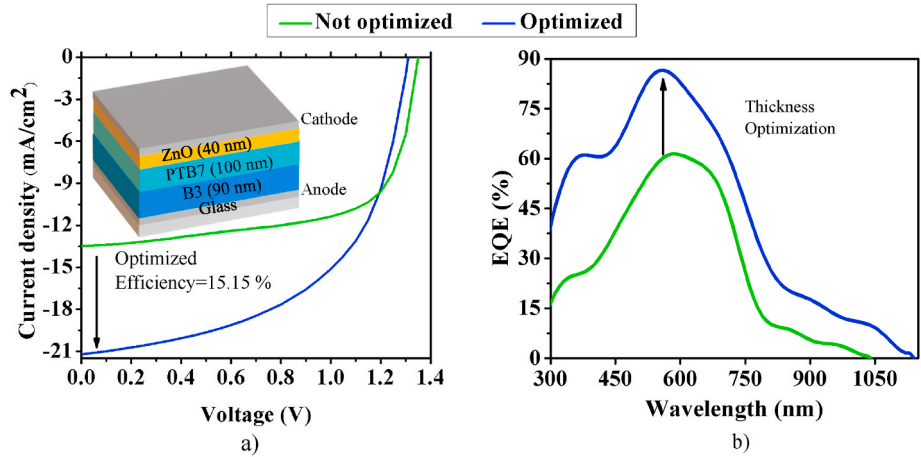 Not optimized
Optimized
Current density (mA/cm²)
0
-3
-6
-9
-12
-15
-18
-21
Cathode
ZnO (40 nm)
PTB7 (100 nm)
B3 (90 nm)
Anode
Glass
Optimized
Efficiency=15.15 %
0.0 0.2 0.4 0.6 0.8 1.0 1.2 1.4
Voltage (V)
a)
EQE (%)
90
75
60
45
30
15
0
Thickness
Optimization
300 450 600 750 900 1050
Wavelength (nm)
b)